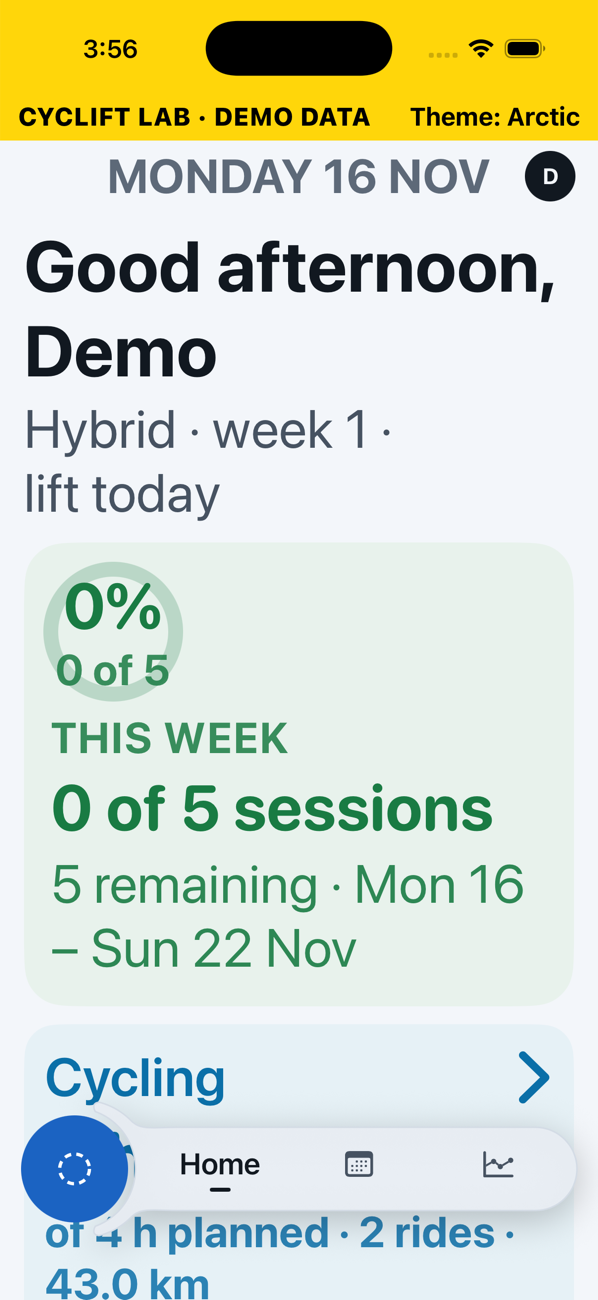 3:56
CYCLIFT LAB · DEMO DATA
Theme: Arctic
MONDAY 16 NOV
D
Good afternoon,
Demo
Hybrid · week 1 ·
lift today
0%
0 of 5
THIS WEEK
0 of 5 sessions
5 remaining · Mon 16
– Sun 22 Nov
Cycling
Home
of 4 h planned · 2 rides ·
43.0 km